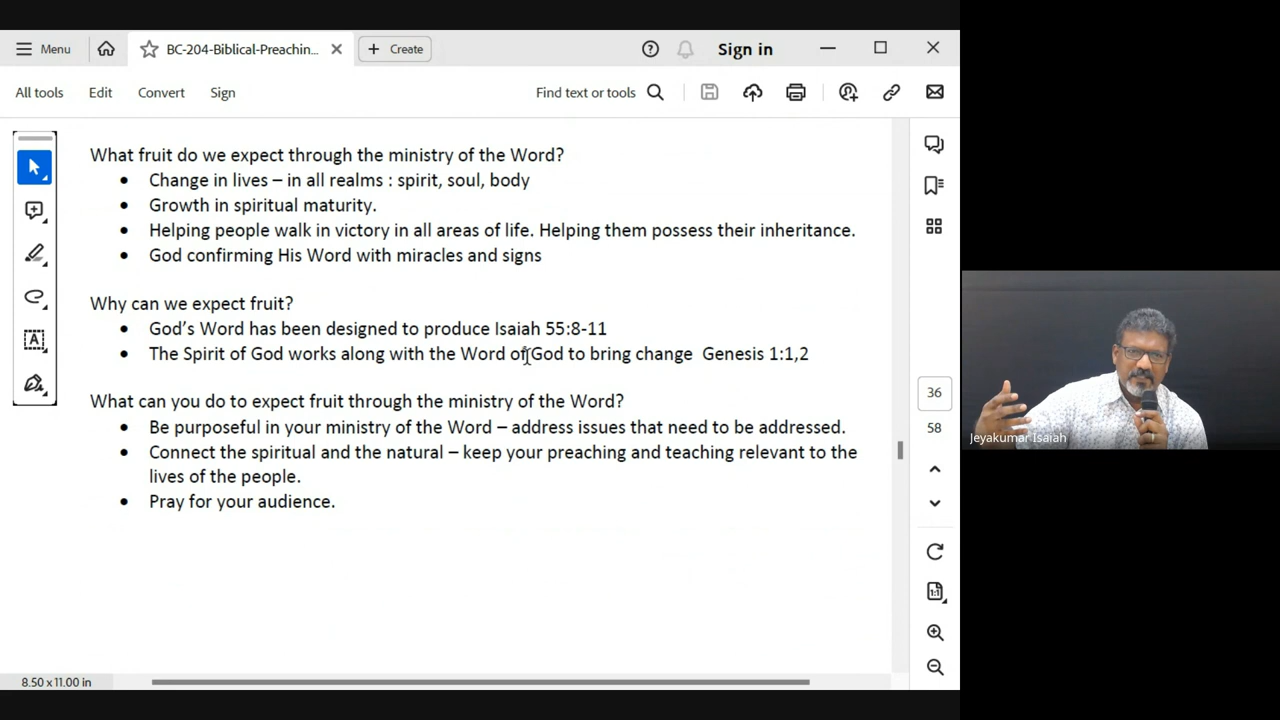 Menu
BC-204-Biblical-Preachin...
Create
Sign in
All tools
Edit
Convert
Sign
Find text or tools
What fruit do we expect through the ministry of the Word?
• Change in lives – in all realms : spirit, soul, body
• Growth in spiritual maturity.
• Helping people walk in victory in all areas of life. Helping them possess their inheritance.
• God confirming His Word with miracles and signs
Why can we expect fruit?
• God’s Word has been designed to produce Isaiah 55:8-11
• The Spirit of God works along with the Word of God to bring change  Genesis 1:1,2
What can you do to expect fruit through the ministry of the Word?
• Be purposeful in your ministry of the Word – address issues that need to be addressed.
• Connect the spiritual and the natural – keep your preaching and teaching relevant to the
lives of the people.
• Pray for your audience.
36
58
1:1
8.50 x 11.00 in
Jeyakumar Isaiah